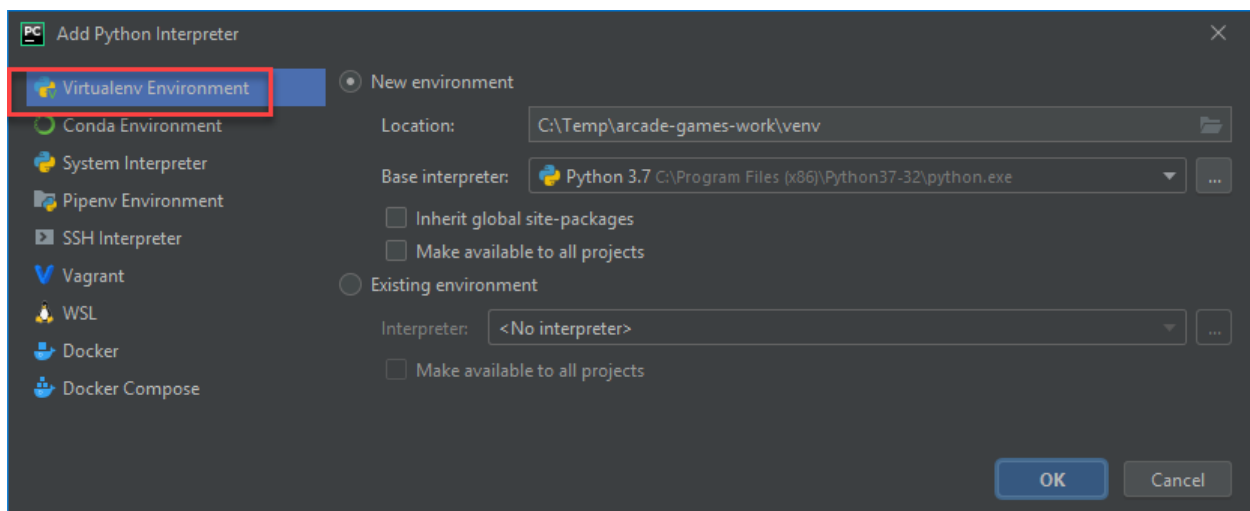 PC Add Python Interpreter
Virtualenv Environment
Conda Environment
System Interpreter
Pipenv Environment
SSH Interpreter
Vagrant
WSL
Docker
Docker Compose
New environment
Location: C:\Temp\arcade-games-work\venv
Base interpreter: Python 3.7 C:\Program Files (x86)\Python37-32\python.exe ...
Inherit global site-packages
Make available to all projects
Existing environment
Interpreter: <No interpreter> ...
Make available to all projects
OK Cancel